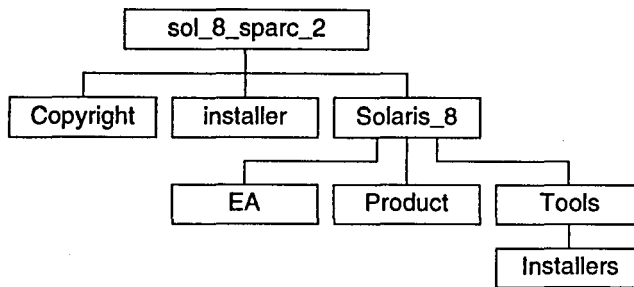 sol_8_sparc_2
Copyright
installer
Solaris_8
EA
Product
Tools
Installers